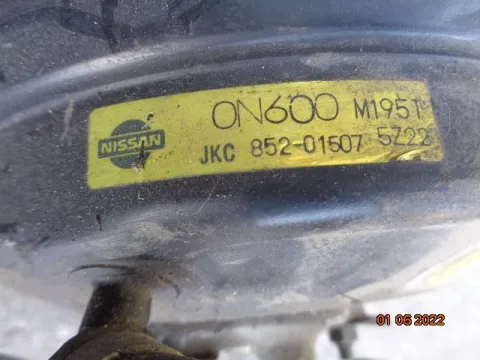 0N600 M195T
NISSAN
JKC 852-01507 5Z22
01 06 2022